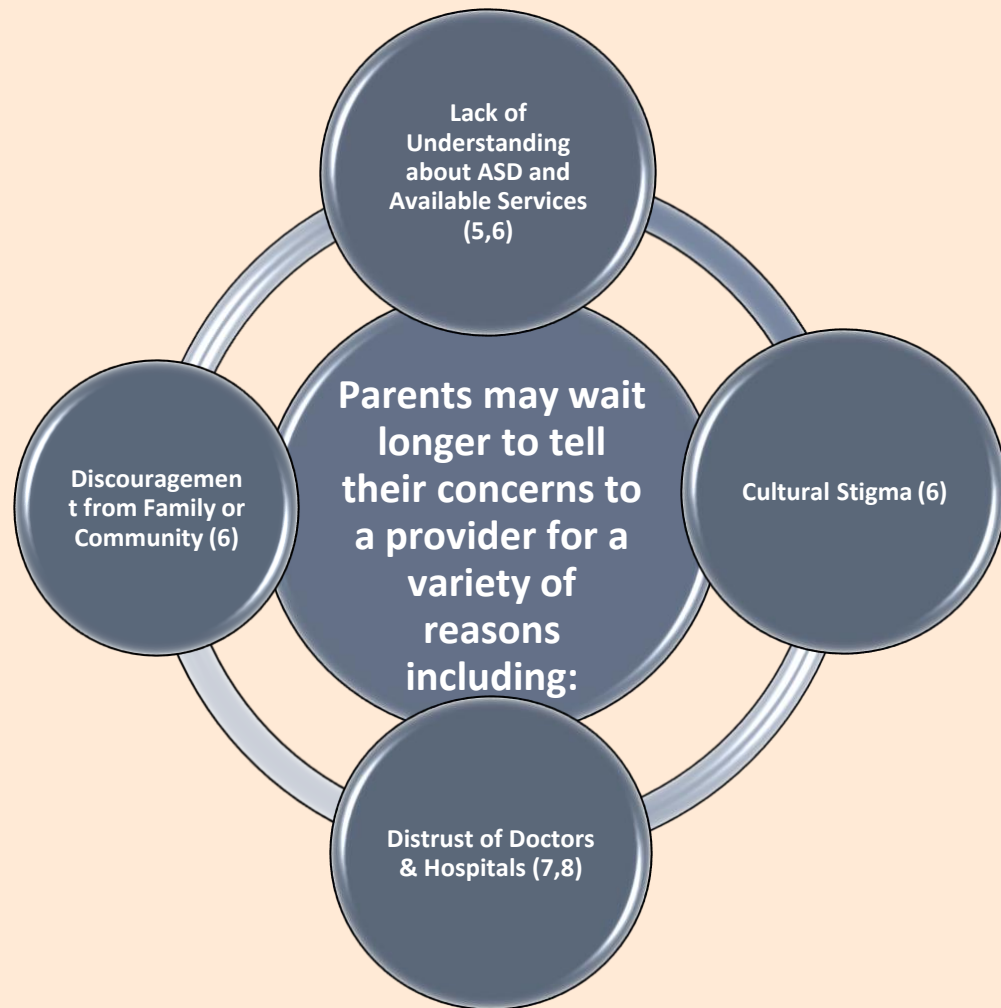 Lack of
Understanding
about ASD and
Available Services
(5,6)
Parents may wait
longer to tell
their concerns to
a provider for a
variety of
reasons
including:
Cultural Stigma (6)
Distrust of Doctors
& Hospitals (7,8)
Discouragemen
t from Family or
Community (6)